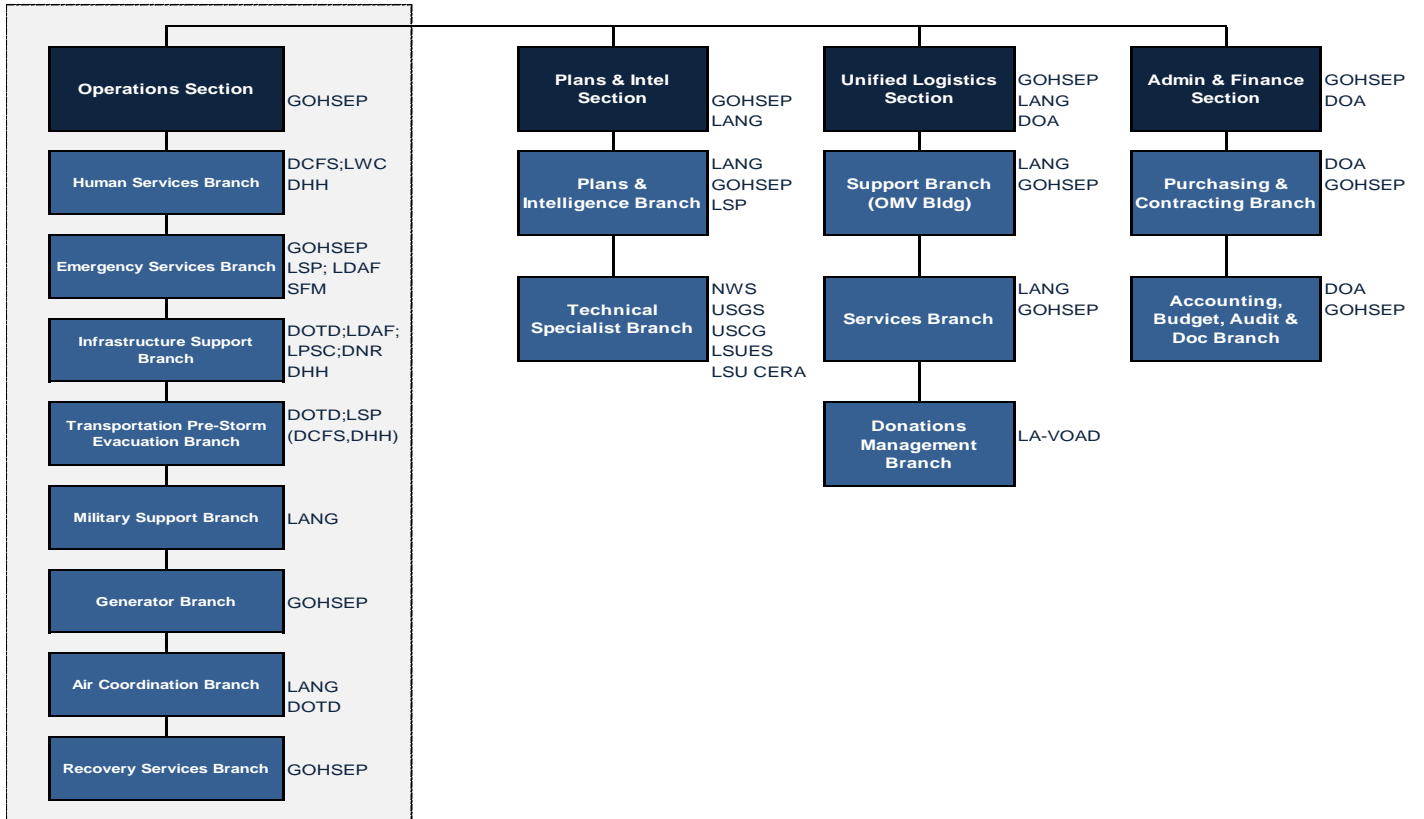 Operations Section
GOHSEP
Human Services Branch
DCFS;LWC
DHH
Emergency Services Branch
GOHSEP
LSP; LDAF
SFM
Infrastructure Support
Branch
DOTD;LDAF;
LPSC;DNR
DHH
Transportation Pre-Storm
Evacuation Branch
DOTD;LSP
(DCFS,DHH)
Military Support Branch
LANG
Generator Branch
GOHSEP
Air Coordination Branch
LANG
DOTD
Recovery Services Branch
GOHSEP
Plans & Intel
Section
GOHSEP
LANG
Plans &
Intelligence Branch
LANG
GOHSEP
LSP
Technical
Specialist Branch
NWS
USGS
USCG
LSUES
LSU CERA
Unified Logistics
Section
GOHSEP
LANG
DOA
Support Branch
(OMV Bldg)
LANG
GOHSEP
Services Branch
LANG
GOHSEP
Donations
Management
Branch
LA-VOAD
Admin & Finance
Section
GOHSEP
DOA
Purchasing &
Contracting Branch
DOA
GOHSEP
Accounting,
Budget, Audit &
Doc Branch
DOA
GOHSEP